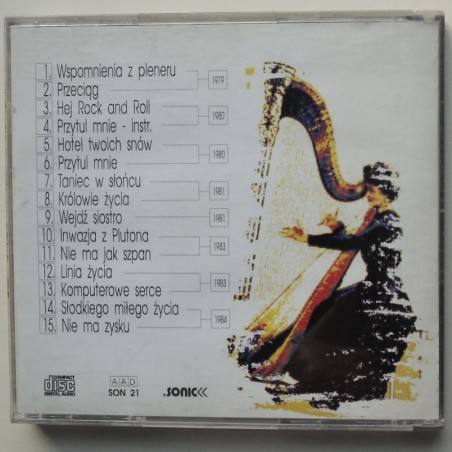 1. Wspomnienia z pleneru
2. Przeciąg
1979
3. Hej Rock and Roll
4. Przytul mnie - instr.
1980
5. Hotel twoich snów
6. Przytul mnie
1980
7. Taniec w słońcu
8. Królowie życia
1981
9. Wejdź siostro
1981
10. Inwazja z Plutona
11. Nie ma jak szpan
1983
12. Linia życia
13. Komputerowe serce
1983
14. Słodkiego miłego życia
15. Nie ma zysku
1984
COMPACT
disc
DIGITAL AUDIO
AAD
SON 21
.SONIC